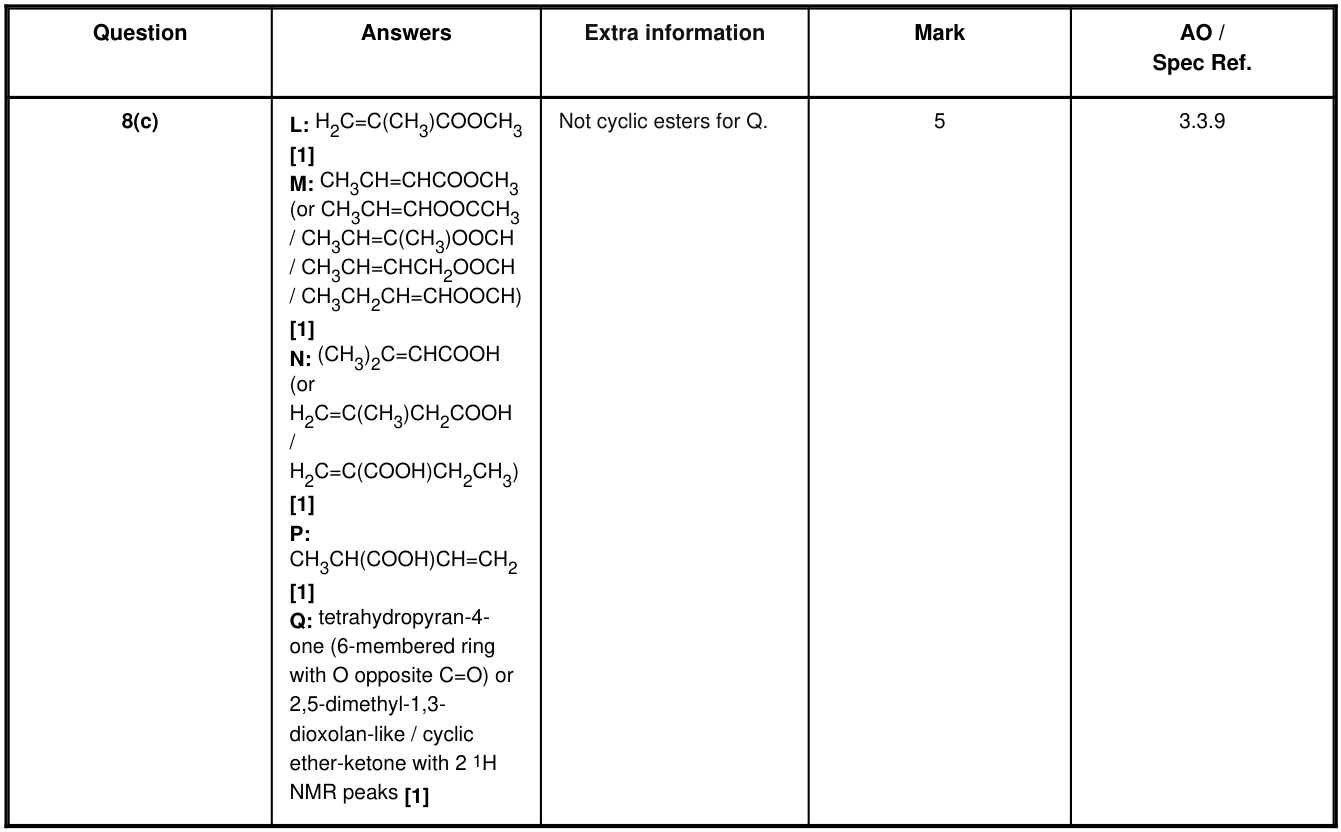 Question Answers Extra information Mark AO /
Spec Ref.
8(c) L: H2C=C(CH3)COOCH3 Not cyclic esters for Q. 5 3.3.9
[1]
M: CH3CH=CHCOOCH3
(or CH3CH=CHOOCCH3
/ CH3CH=C(CH3)OOCH
/ CH3CH=CHCH2OOCH
/ CH3CH2CH=CHOOCH)
[1]
N: (CH3)2C=CHCOOH
(or
H2C=C(CH3)CH2COOH
/
H2C=C(COOH)CH2CH3)
[1]
P:
CH3CH(COOH)CH=CH2
[1]
Q: tetrahydropyran-4-
one (6-membered ring
with O opposite C=O) or
2,5-dimethyl-1,3-
dioxolan-like / cyclic
ether-ketone with 2 1H
NMR peaks [1]